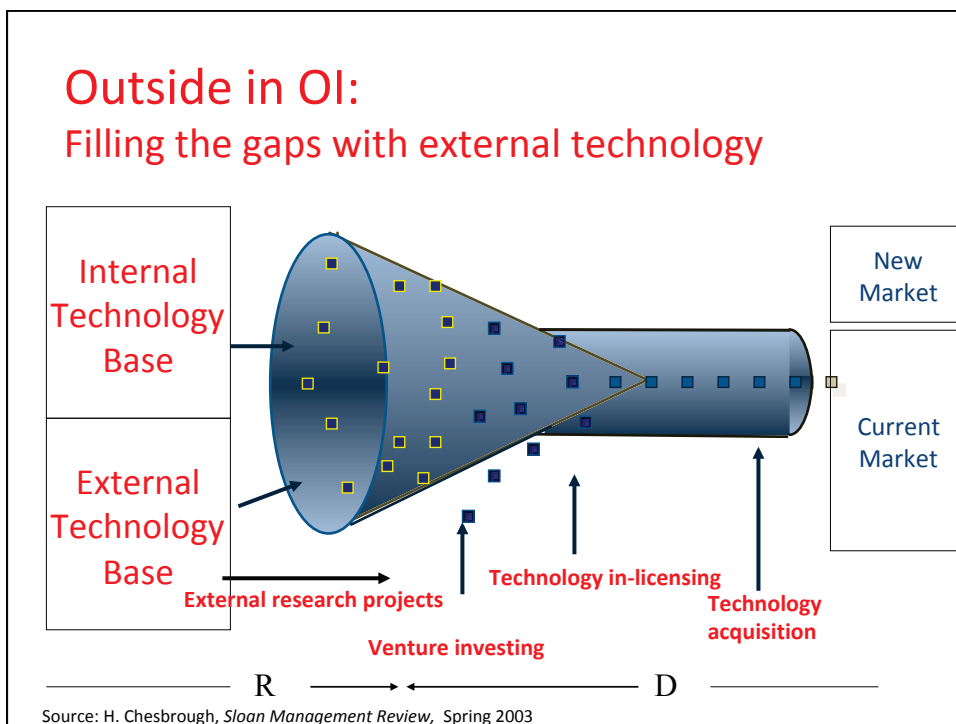 Outside in OI:
Filling the gaps with external technology
Internal
Technology
Base
External
Technology
Base
New
Market
Current
Market
External research projects
Venture investing
Technology in-licensing
Technology
acquisition
R
D
Source: H. Chesbrough, Sloan Management Review, Spring 2003